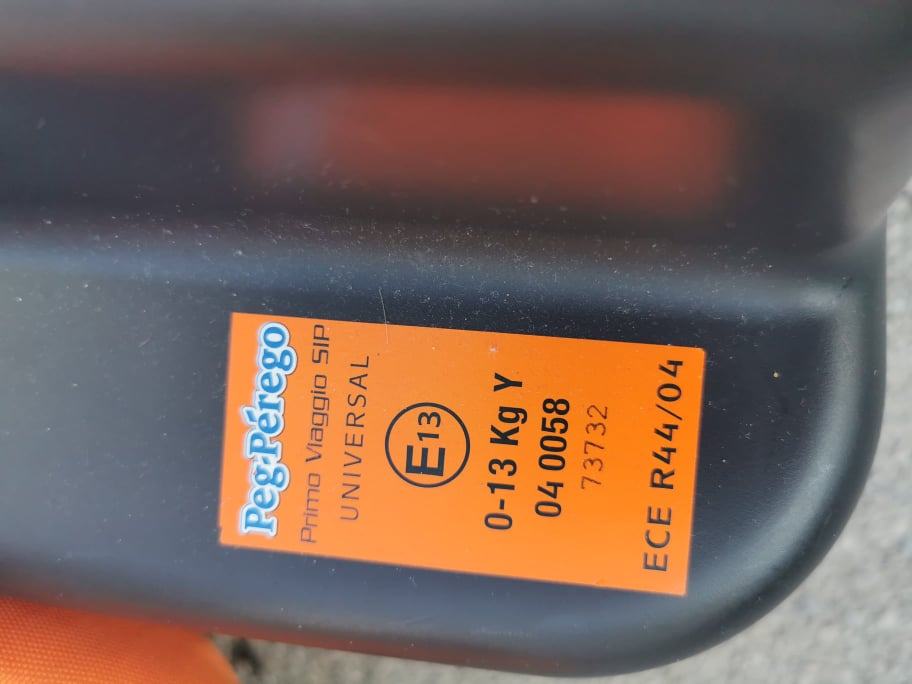 Peg-Pérego
Primo Viaggio SIP
UNIVERSAL
E13
0-13 Kg Y
04 0058
73732
ECE R44/04